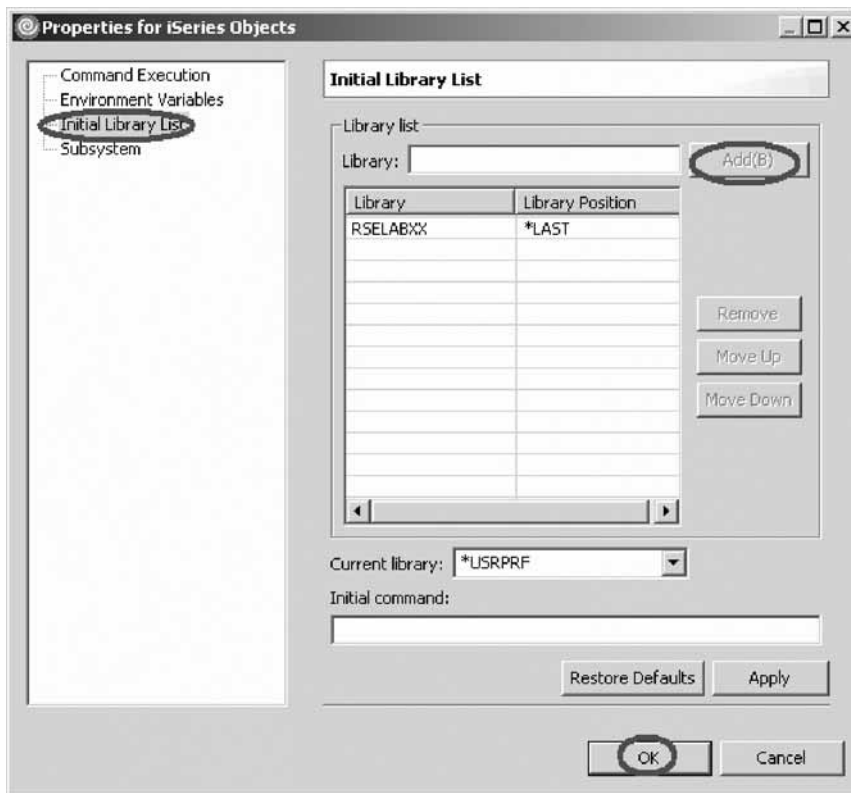 Properties for iSeries Objects
Command Execution
Environment Variables
Initial Library List
Subsystem
Initial Library List
Library list
Library:
Add(B)
Library Library Position
RSELABXX *LAST
Remove
Move Up
Move Down
Current library: *USRPRF
Initial command:
Restore Defaults Apply
OK Cancel